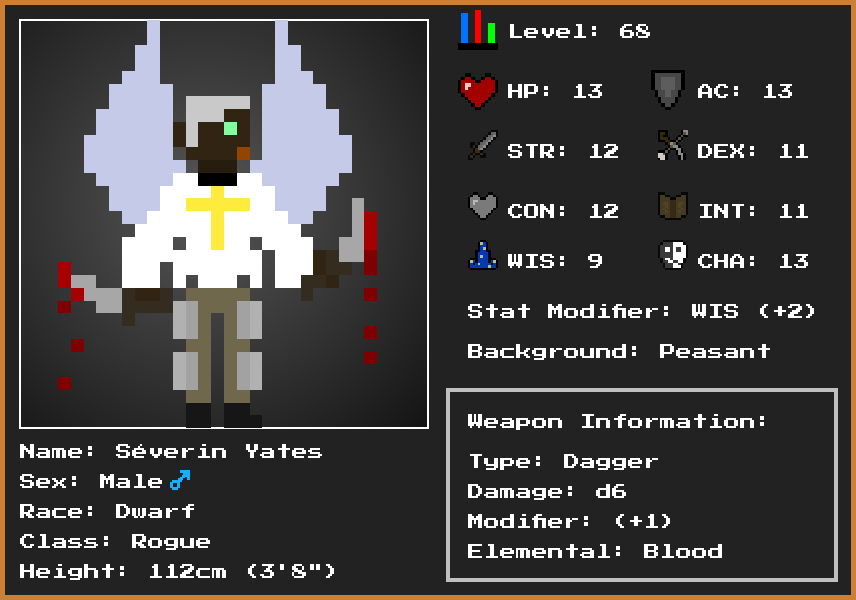 Level: 68
HP: 13 AC: 13
STR: 12 DEX: 11
CON: 12 INT: 11
WIS: 9 CHA: 13
Stat Modifier: WIS (+2)
Background: Peasant
Weapon Information:
Type: Dagger
Damage: d6
Modifier: (+1)
Elemental: Blood
Name: Séverin Yates
Sex: Male ♂
Race: Dwarf
Class: Rogue
Height: 112cm (3'8")